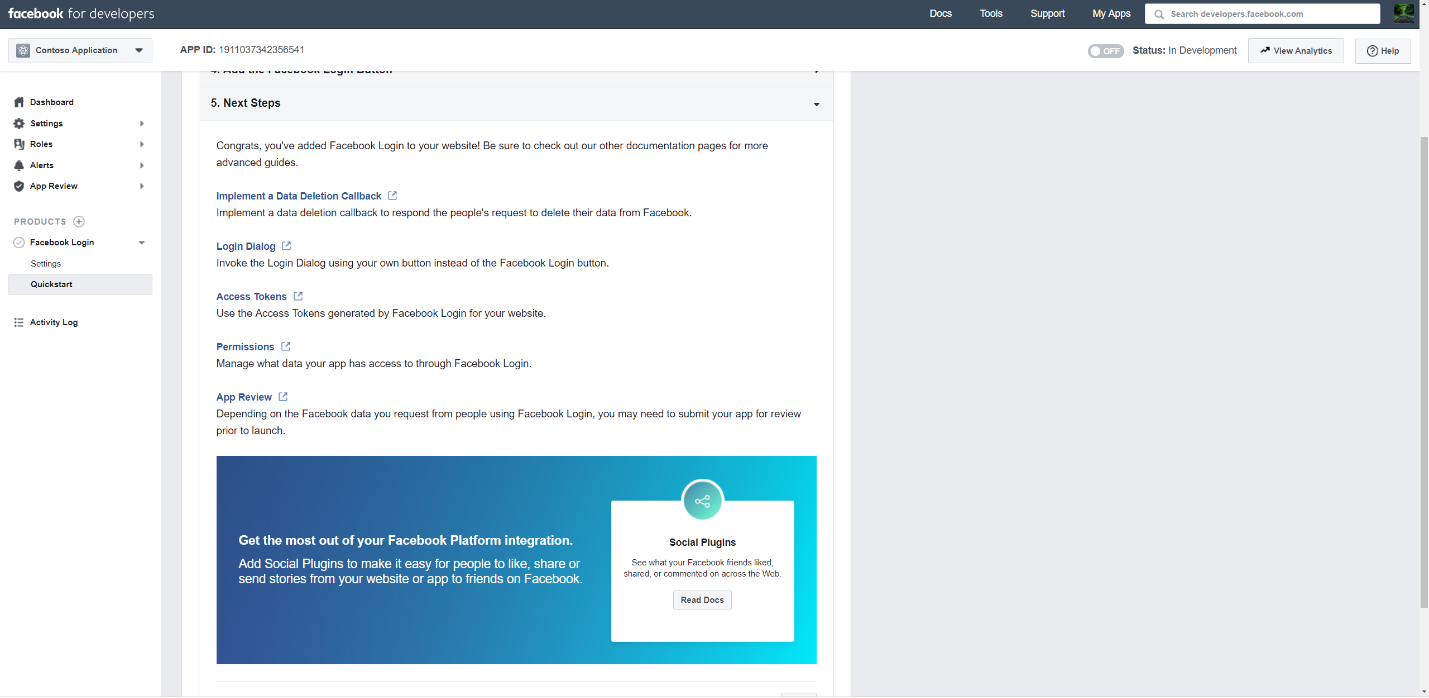 facebook for developers
Docs
Tools
Support
My Apps
Search developers.facebook.com
Contoso Application
APP ID: 1911037342356541
OFF
Status: In Development
View Analytics
Help
Dashboard
Settings
Roles
Alerts
App Review
PRODUCTS
Facebook Login
Settings
Quickstart
Activity Log
4. Add the Facebook Login Button
5. Next Steps
Congrats, you've added Facebook Login to your website! Be sure to check out our other documentation pages for more
advanced guides.
Implement a Data Deletion Callback
Implement a data deletion callback to respond the people's request to delete their data from Facebook.
Login Dialog
Invoke the Login Dialog using your own button instead of the Facebook Login button.
Access Tokens
Use the Access Tokens generated by Facebook Login for your website.
Permissions
Manage what data your app has access to through Facebook Login.
App Review
Depending on the Facebook data you request from people using Facebook Login, you may need to submit your app for review
prior to launch.
Get the most out of your Facebook Platform integration.
Add Social Plugins to make it easy for people to like, share or
send stories from your website or app to friends on Facebook.
Social Plugins
See what your Facebook friends liked,
shared, or commented on across the Web.
Read Docs